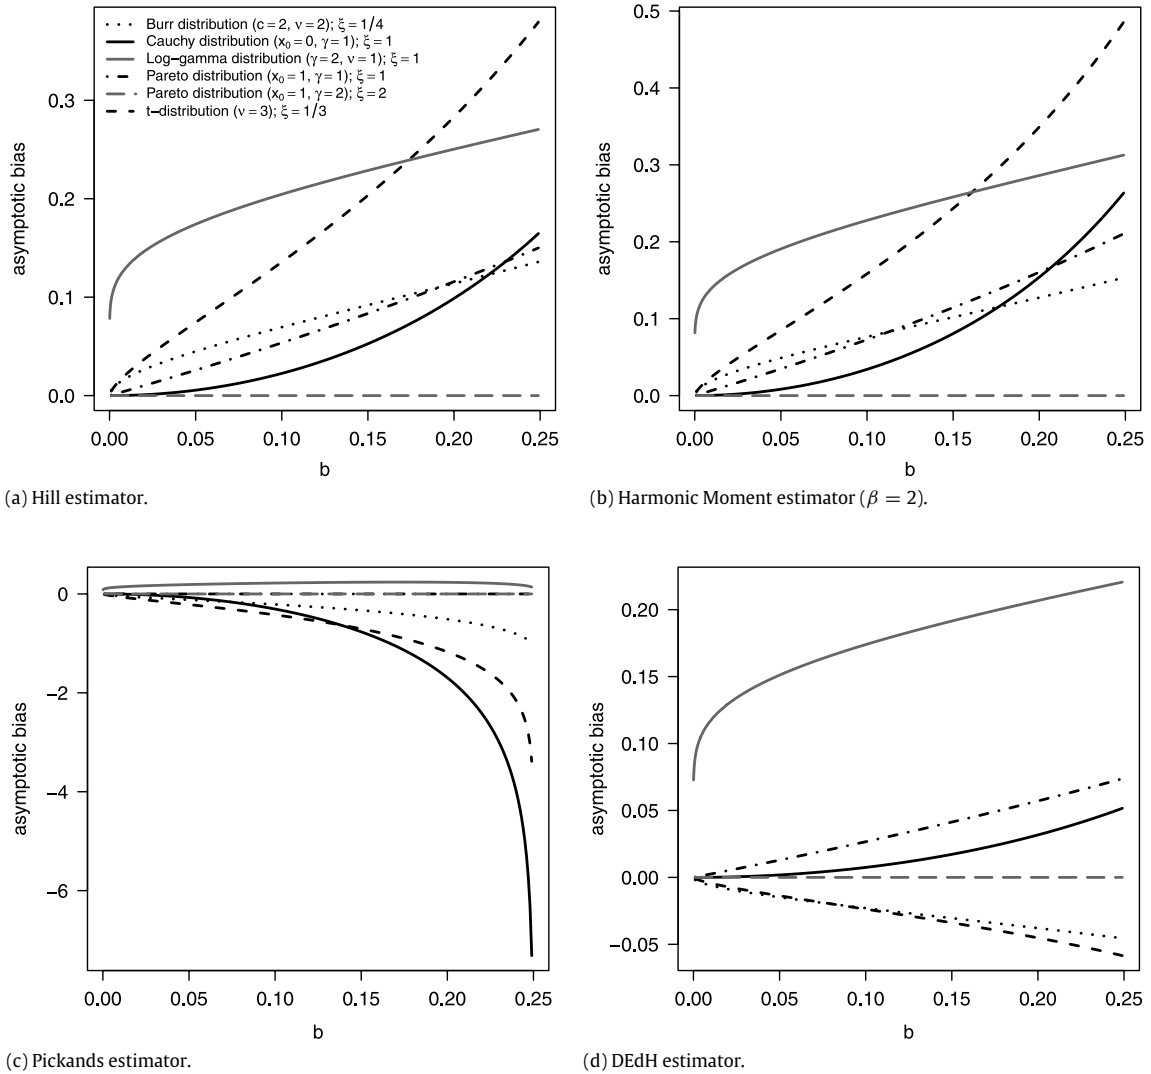 Burr distribution (c = 2, ν = 2); ξ = 1/4
Cauchy distribution (x₀ = 0, γ = 1); ξ = 1
Log−gamma distribution (γ = 2, ν = 1); ξ = 1
Pareto distribution (x₀ = 1, γ = 1); ξ = 1
Pareto distribution (x₀ = 1, γ = 2); ξ = 2
t−distribution (ν = 3); ξ = 1/3
asymptotic bias
0.3
0.2
0.1
0.0
0.00 0.05 0.10 0.15 0.20 0.25
b
(a) Hill estimator.
asymptotic bias
0.5
0.4
0.3
0.2
0.1
0.0
0.00 0.05 0.10 0.15 0.20 0.25
b
(b) Harmonic Moment estimator (β = 2).
asymptotic bias
0
−2
−4
−6
0.00 0.05 0.10 0.15 0.20 0.25
b
(c) Pickands estimator.
asymptotic bias
0.20
0.15
0.10
0.05
0.00
−0.05
0.00 0.05 0.10 0.15 0.20 0.25
b
(d) DEdH estimator.